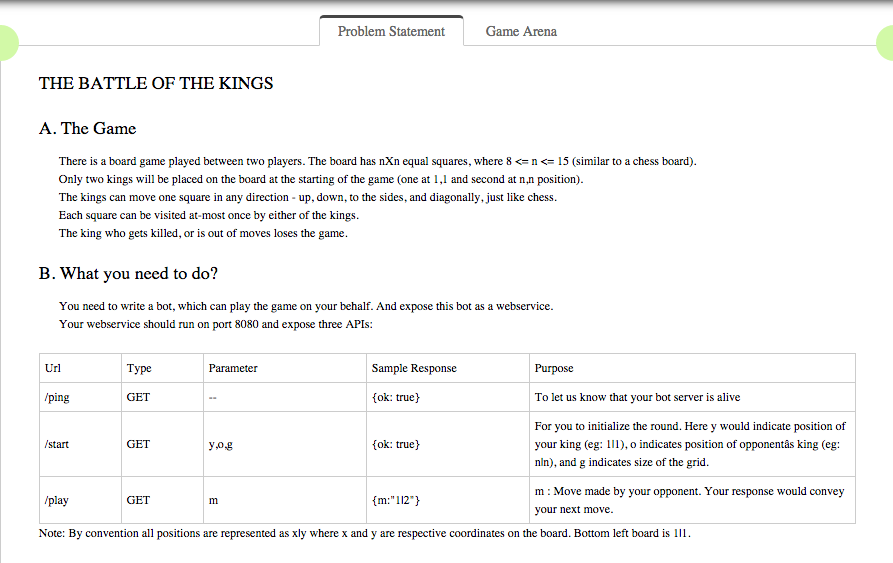 Problem Statement
Game Arena
THE BATTLE OF THE KINGS
A. The Game
There is a board game played between two players. The board has nXn equal squares, where 8 <= n <= 15 (similar to a chess board).
Only two kings will be placed on the board at the starting of the game (one at 1,1 and second at n,n position).
The kings can move one square in any direction - up, down, to the sides, and diagonally, just like chess.
Each square can be visited at-most once by either of the kings.
The king who gets killed, or is out of moves loses the game.
B. What you need to do?
You need to write a bot, which can play the game on your behalf. And expose this bot as a webservice.
Your webservice should run on port 8080 and expose three APIs:
Url Type Parameter Sample Response Purpose
/ping GET -- {ok: true} To let us know that your bot server is alive
/start GET y,o,g {ok: true} For you to initialize the round. Here y would indicate position of
your king (eg: 1|1), o indicates position of opponentâs king (eg:
n|n), and g indicates size of the grid.
/play GET m {m:"1|2"} m : Move made by your opponent. Your response would convey
your next move.
Note: By convention all positions are represented as x|y where x and y are respective coordinates on the board. Bottom left board is 1|1.